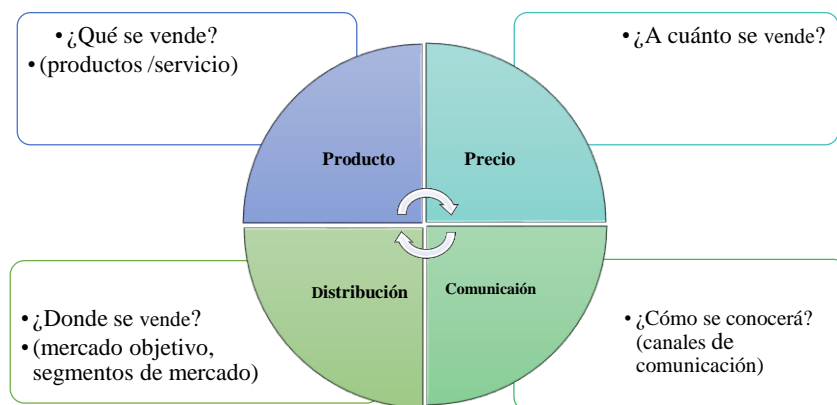 • ¿Qué se vende?
• (productos /servicio)
• ¿A cuánto se vende?
Producto
Precio
Distribución
Comunicaión
• ¿Donde se vende?
• (mercado objetivo,
segmentos de mercado)
• ¿Cómo se conocerá?
(canales de
comunicación)